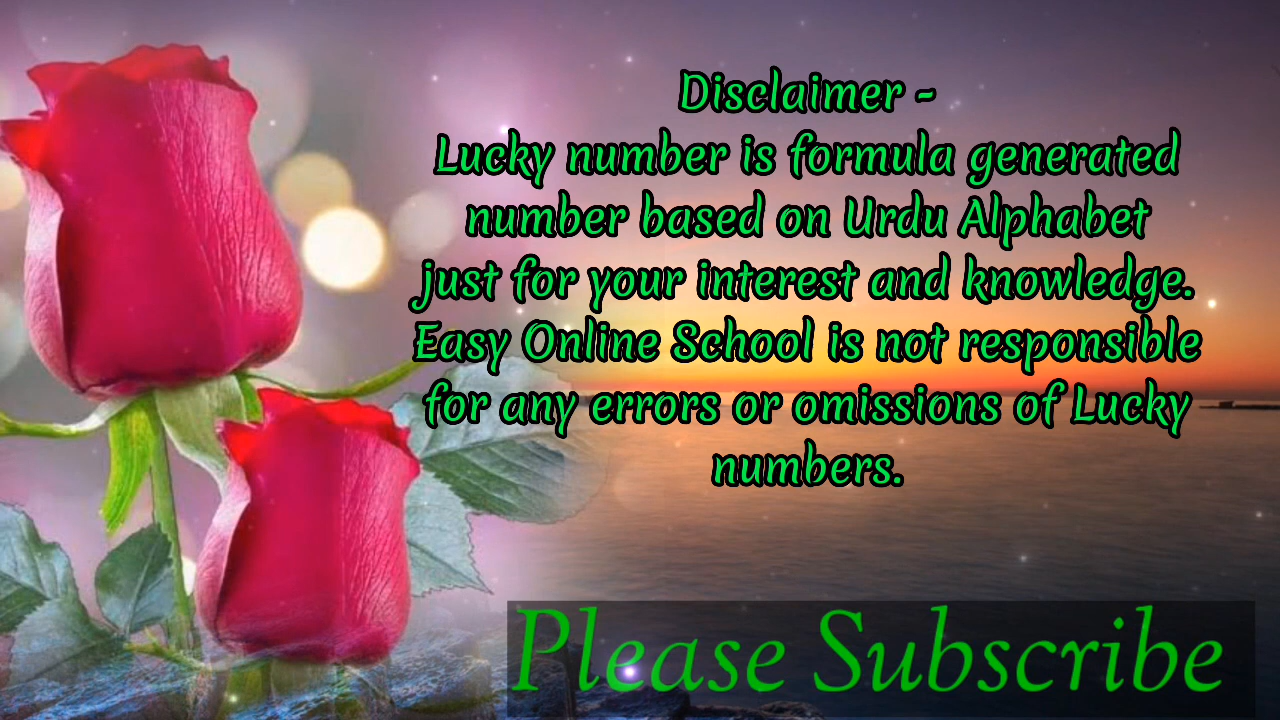 Disclaimer -
Lucky number is formula generated
number based on Urdu Alphabet
just for your interest and knowledge.
Easy Online School is not responsible
for any errors or omissions of Lucky
numbers.
Please Subscribe